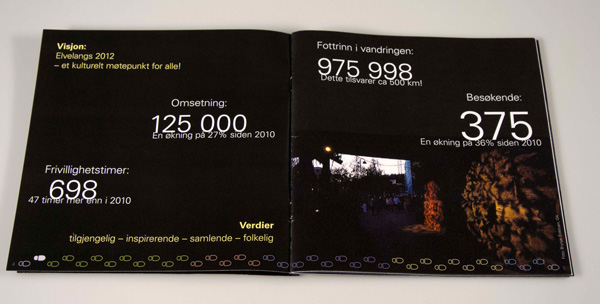 Visjon:
Elvelangs 2012
– et kulturelt møtepunkt for alle!
Omsetning:
125 000
En økning på 27% siden 2010
Frivillighetstimer:
698
47 timer mer enn i 2010
Verdier
tilgjengelig – inspirerende – samlende – folkelig
Fottrinn i vandringen:
975 998
Dette tilsvarer ca 500 km!
Besøkende:
375
En økning på 36% siden 2010